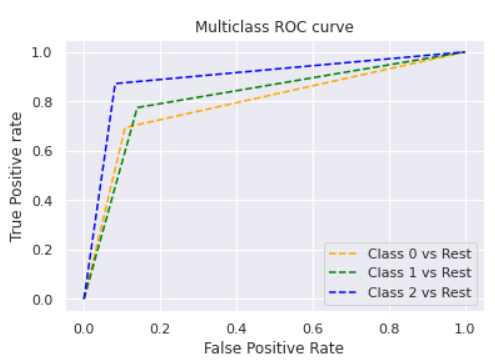 Multiclass ROC curve
True Positive rate
1.0
0.8
0.6
0.4
0.2
0.0
Class 0 vs Rest
Class 1 vs Rest
Class 2 vs Rest
0.0 0.2 0.4 0.6 0.8 1.0
False Positive Rate